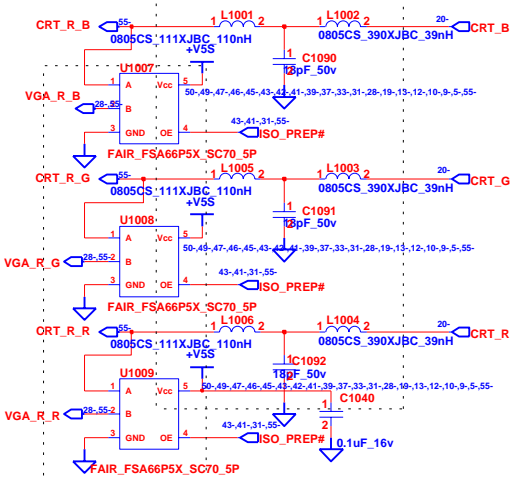 CRT_R_B 55- 1 L1001 2 1 L1002 2 20- CRT_B
0805CS_111XJBC_110nH 0805CS_390XJBC_39nH
+V5S
1 C1090
2 18pF_50v
U1007
1 A Vcc 5 50-,49-,47-,46-,45-,43-,42-,41-,39-,37-,33-,31-,28-,19-,13-,12-,10-,9-,5-,55-
VGA_R_B 28-,55- 2 B
3 GND OE 4 43-,41-,31-,55- ISO_PREP#
FAIR_FSA66P5X_SC70_5P
CRT_R_G 55- 1 L1005 2 1 L1003 2 20- CRT_G
0805CS_111XJBC_110nH 0805CS_390XJBC_39nH
+V5S
1 C1091
2 18pF_50v
U1008
1 A Vcc 5 50-,49-,47-,46-,45-,43-,42-,41-,39-,37-,33-,31-,28-,19-,13-,12-,10-,9-,5-,55-
VGA_R_G 28-,55- 2 B
3 GND OE 4 43-,41-,31-,55- ISO_PREP#
FAIR_FSA66P5X_SC70_5P
CRT_R_R 55- 1 L1006 2 1 L1004 2 20- CRT_R
0805CS_111XJBC_110nH 0805CS_390XJBC_39nH
+V5S
1 C1092
2 18pF_50v
U1009
1 A Vcc 5 50-,49-,47-,46-,45-,43-,42-,41-,39-,37-,33-,31-,28-,19-,13-,12-,10-,9-,5-,55-
1 C1040
VGA_R_R 28-,55- 2 B
3 GND OE 4 43-,41-,31-,55- ISO_PREP#
2 0.1uF_16v
FAIR_FSA66P5X_SC70_5P